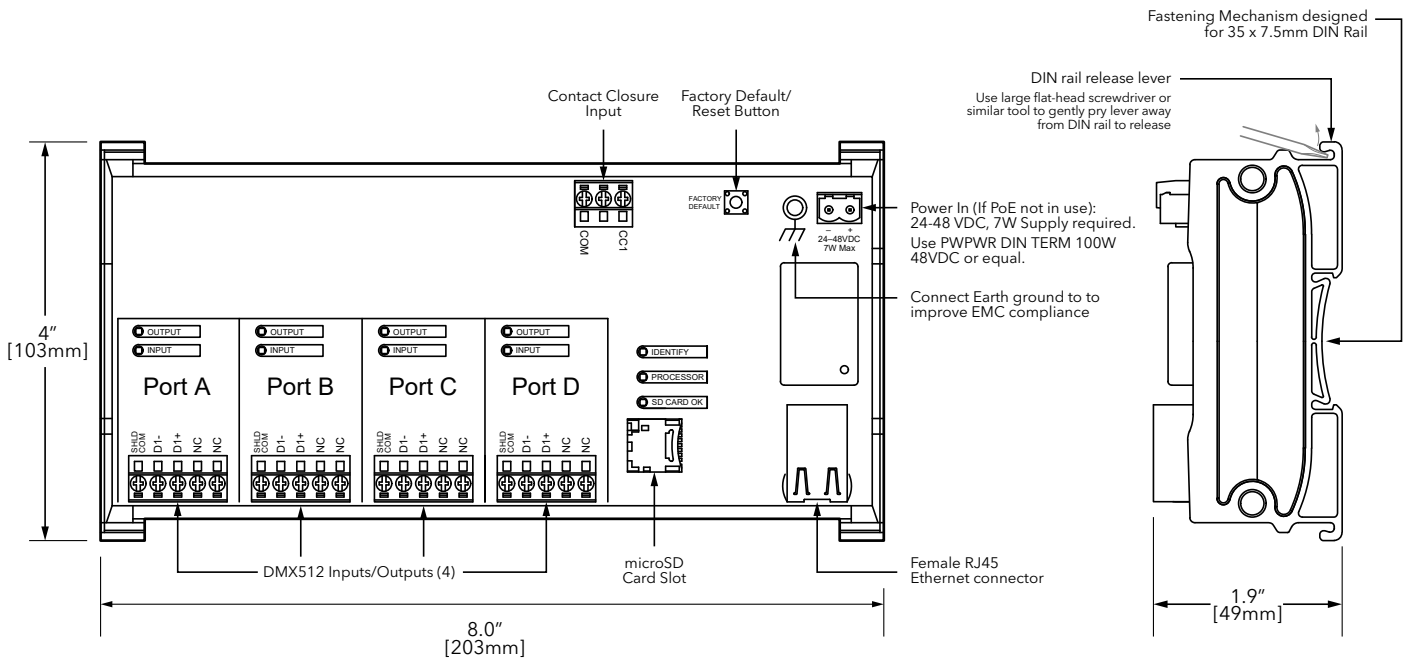 Fastening Mechanism designed
for 35 x 7.5mm DIN Rail
DIN rail release lever
Use large flat-head screwdriver or
similar tool to gently pry lever away
from DIN rail to release
Contact Closure
Input
Factory Default/
Reset Button
FACTORY
DEFAULT
COM
CC1
– +
24–48VDC
7W Max
Power In (If PoE not in use):
24-48 VDC, 7W Supply required.
Use PWPWR DIN TERM 100W
48VDC or equal.
Connect Earth ground to to
improve EMC compliance
4"
[103mm]
OUTPUT
INPUT
Port A
SHLD
COM
D1-
D1+
NC
NC
OUTPUT
INPUT
Port B
SHLD
COM
D1-
D1+
NC
NC
OUTPUT
INPUT
Port C
SHLD
COM
D1-
D1+
NC
NC
OUTPUT
INPUT
Port D
SHLD
COM
D1-
D1+
NC
NC
IDENTIFY
PROCESSOR
SD CARD OK
DMX512 Inputs/Outputs (4)
microSD
Card Slot
Female RJ45
Ethernet connector
8.0"
[203mm]
1.9"
[49mm]